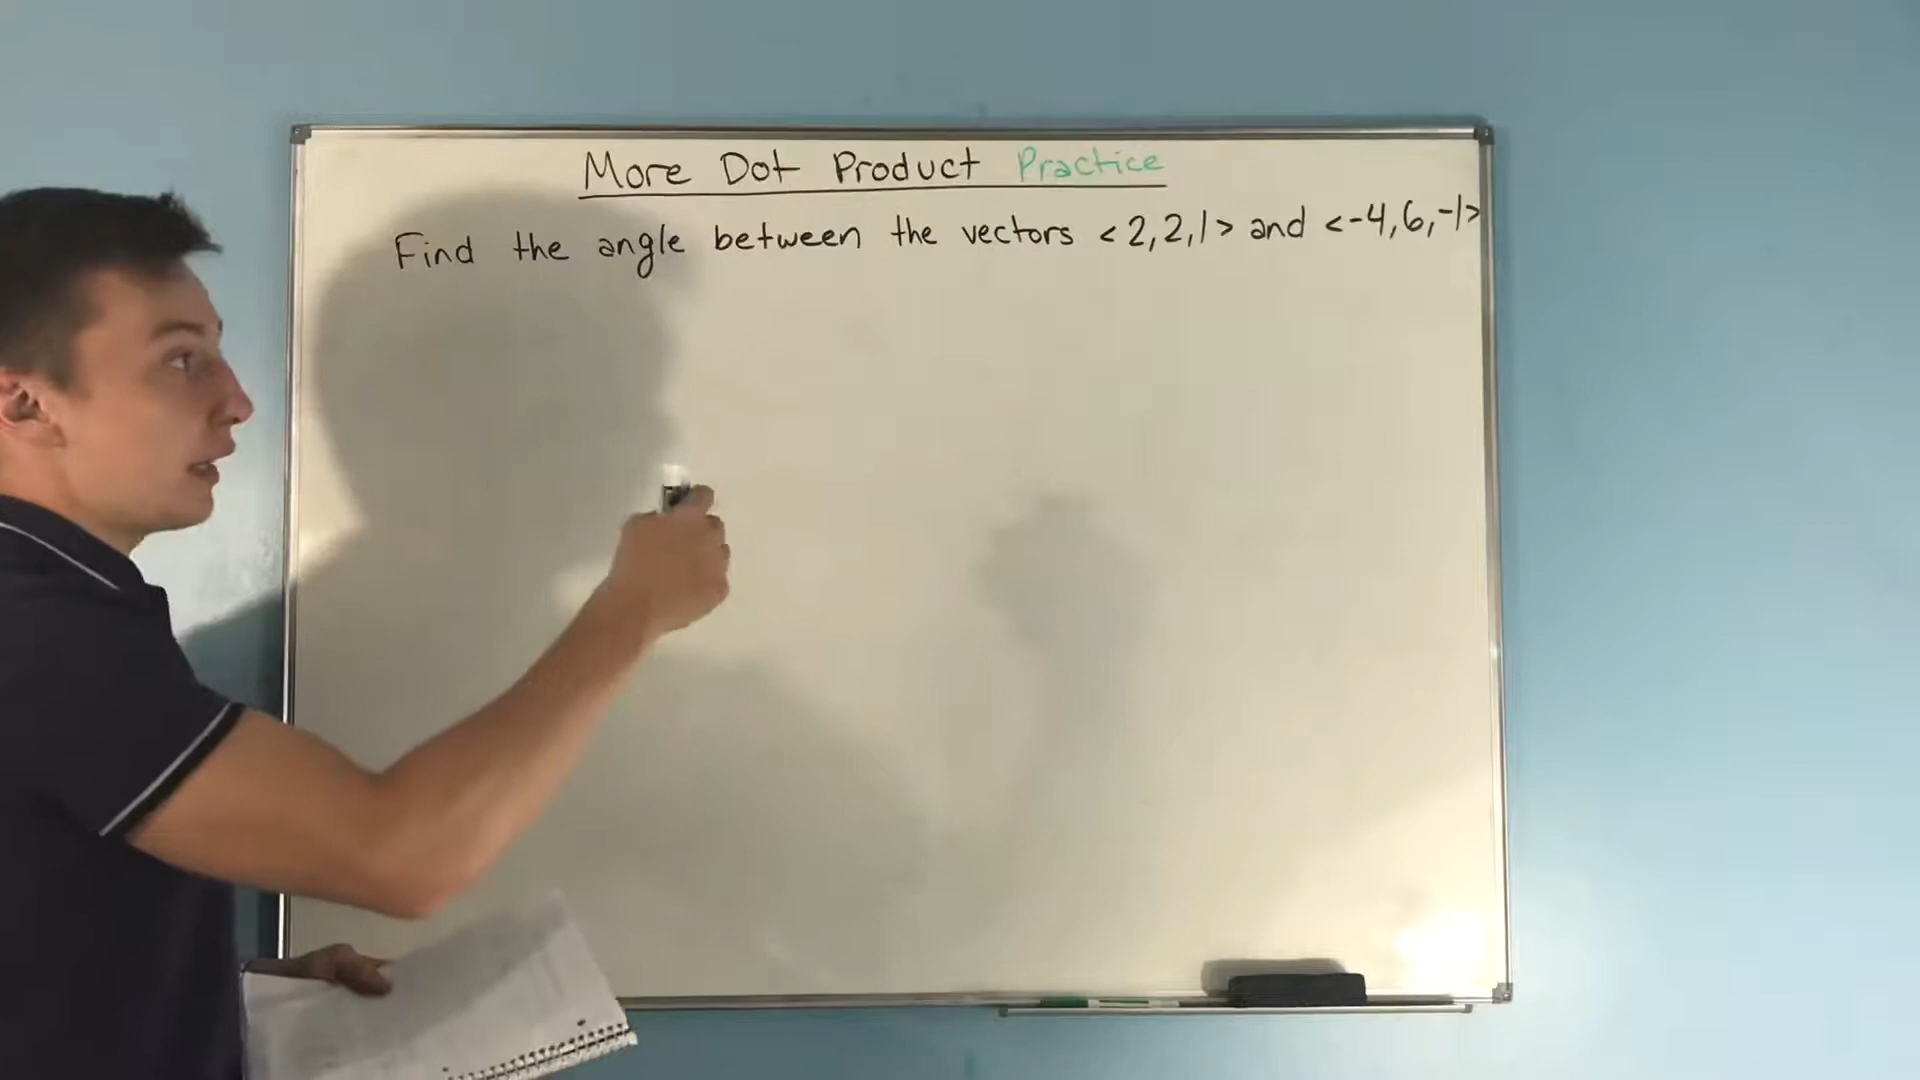 More Dot Product Practice
Find the angle between the vectors <2,2,1> and <-4,6,-1>